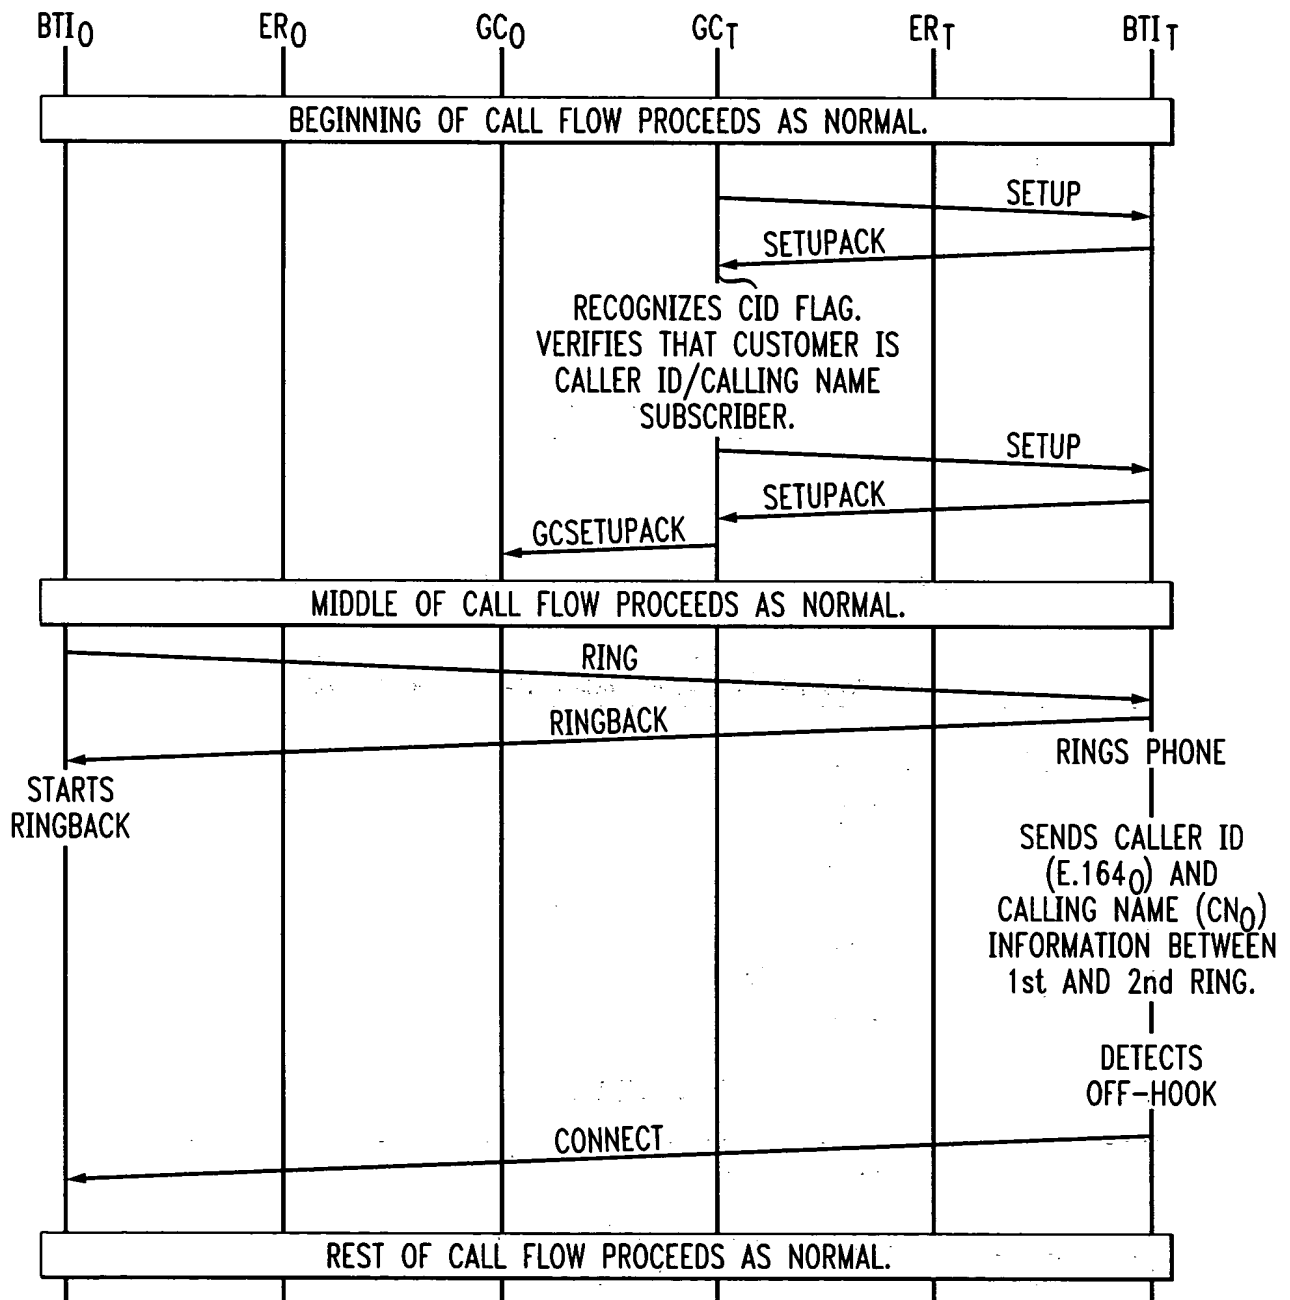 BTIO ERO GCO GCT ERT BTIT
BEGINNING OF CALL FLOW PROCEEDS AS NORMAL.
SETUP
SETUPACK
RECOGNIZES CID FLAG.
VERIFIES THAT CUSTOMER IS
CALLER ID/CALLING NAME
SUBSCRIBER.
SETUP
SETUPACK
GCSETUPACK
MIDDLE OF CALL FLOW PROCEEDS AS NORMAL.
RING
RINGBACK
RINGS PHONE
STARTS
RINGBACK
SENDS CALLER ID
(E.164O) AND
CALLING NAME (CNO)
INFORMATION BETWEEN
1st AND 2nd RING.
DETECTS
OFF-HOOK
CONNECT
REST OF CALL FLOW PROCEEDS AS NORMAL.